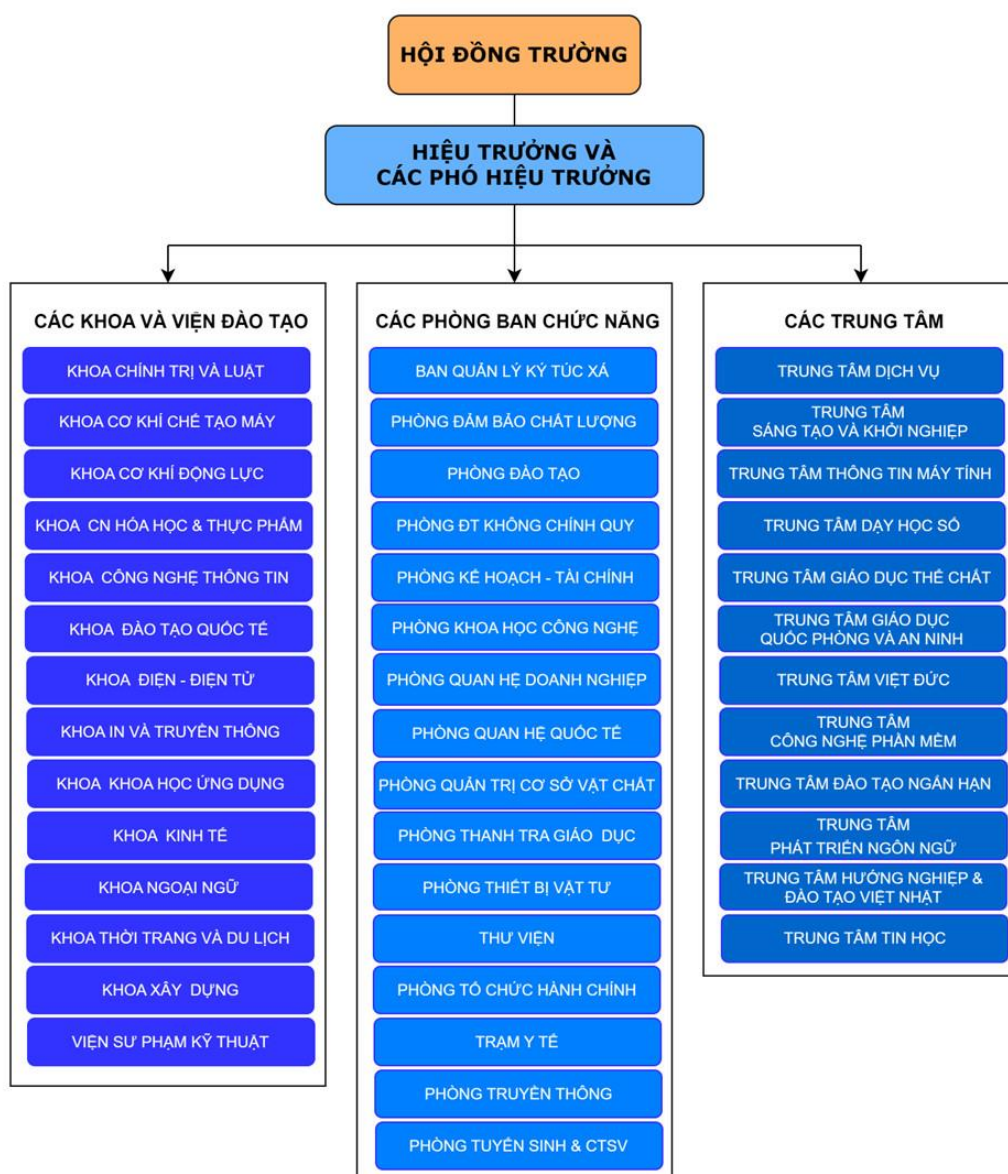 HỘI ĐỒNG TRƯỜNG
HIỆU TRƯỞNG VÀ
CÁC PHÓ HIỆU TRƯỞNG
CÁC KHOA VÀ VIỆN ĐÀO TẠO
KHOA CHÍNH TRỊ VÀ LUẬT
KHOA CƠ KHÍ CHẾ TẠO MÁY
KHOA CƠ KHÍ ĐỘNG LỰC
KHOA CN HÓA HỌC & THỰC PHẨM
KHOA CÔNG NGHỆ THÔNG TIN
KHOA ĐÀO TẠO QUỐC TẾ
KHOA ĐIỆN - ĐIỆN TỬ
KHOA IN VÀ TRUYỀN THÔNG
KHOA KHOA HỌC ỨNG DỤNG
KHOA KINH TẾ
KHOA NGOẠI NGỮ
KHOA THỜI TRANG VÀ DU LỊCH
KHOA XÂY DỰNG
VIỆN SƯ PHẠM KỸ THUẬT
CÁC PHÒNG BAN CHỨC NĂNG
BAN QUẢN LÝ KÝ TÚC XÁ
PHÒNG ĐẢM BẢO CHẤT LƯỢNG
PHÒNG ĐÀO TẠO
PHÒNG ĐT KHÔNG CHÍNH QUY
PHÒNG KẾ HOẠCH - TÀI CHÍNH
PHÒNG KHOA HỌC CÔNG NGHỆ
PHÒNG QUAN HỆ DOANH NGHIỆP
PHÒNG QUAN HỆ QUỐC TẾ
PHÒNG QUẢN TRỊ CƠ SỞ VẬT CHẤT
PHÒNG THANH TRA GIÁO DỤC
PHÒNG THIẾT BỊ VẬT TƯ
THƯ VIỆN
PHÒNG TỔ CHỨC HÀNH CHÍNH
TRẠM Y TẾ
PHÒNG TRUYỀN THÔNG
PHÒNG TUYỂN SINH & CTSV
CÁC TRUNG TÂM
TRUNG TÂM DỊCH VỤ
TRUNG TÂM
SÁNG TẠO VÀ KHỞI NGHIỆP
TRUNG TÂM THÔNG TIN MÁY TÍNH
TRUNG TÂM DẠY HỌC SỐ
TRUNG TÂM GIÁO DỤC THỂ CHẤT
TRUNG TÂM GIÁO DỤC
QUỐC PHÒNG VÀ AN NINH
TRUNG TÂM VIỆT ĐỨC
TRUNG TÂM
CÔNG NGHỆ PHẦN MỀM
TRUNG TÂM ĐÀO TẠO NGẮN HẠN
TRUNG TÂM
PHÁT TRIỂN NGÔN NGỮ
TRUNG TÂM HƯỚNG NGHIỆP &
ĐÀO TẠO VIỆT NHẬT
TRUNG TÂM TIN HỌC